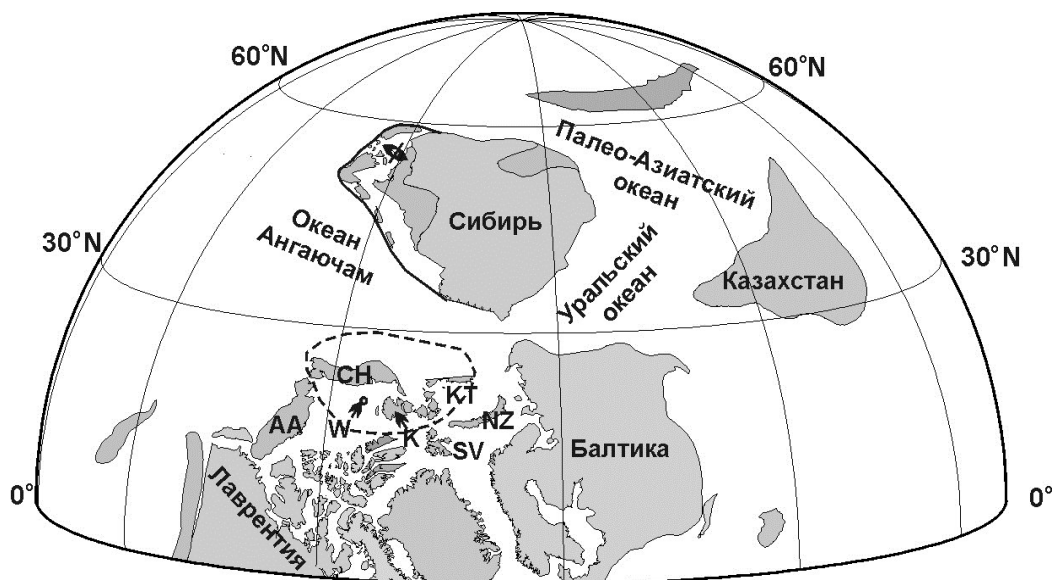 60°N
60°N
Палео-Азиатский
океан
Сибирь
Океан
Ангаючам
30°N
30°N
Уральский
океан
Казахстан
CH
KT
AA
W
K
NZ
SV
Балтика
Лаврентия
0°
0°